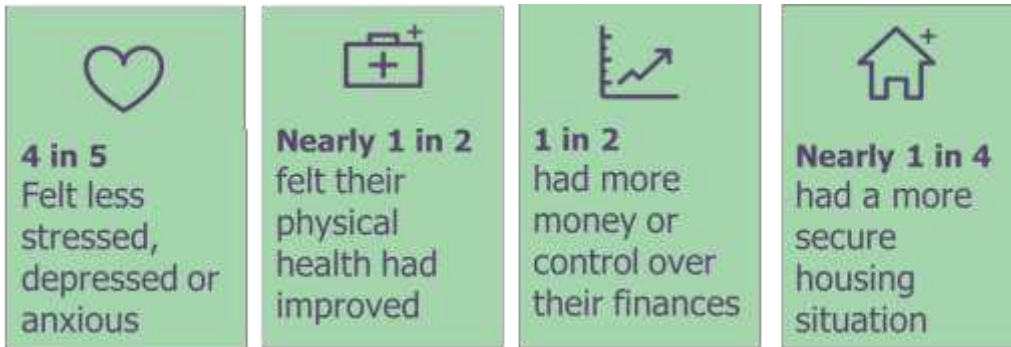 4 in 5
Felt less
stressed,
depressed or
anxious
Nearly 1 in 2
felt their
physical
health had
improved
1 in 2
had more
money or
control over
their finances
Nearly 1 in 4
had a more
secure
housing
situation